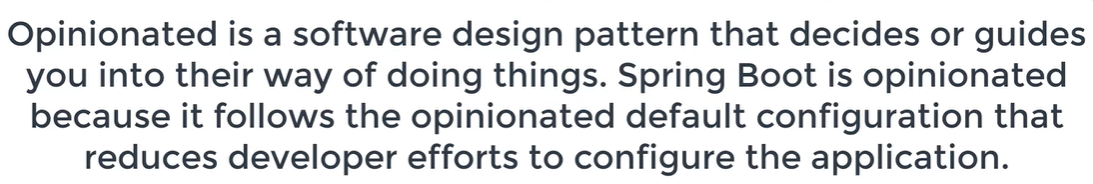 Opinionated is a software design pattern that decides or guides
you into their way of doing things. Spring Boot is opinionated
because it follows the opinionated default configuration that
reduces developer efforts to configure the application.